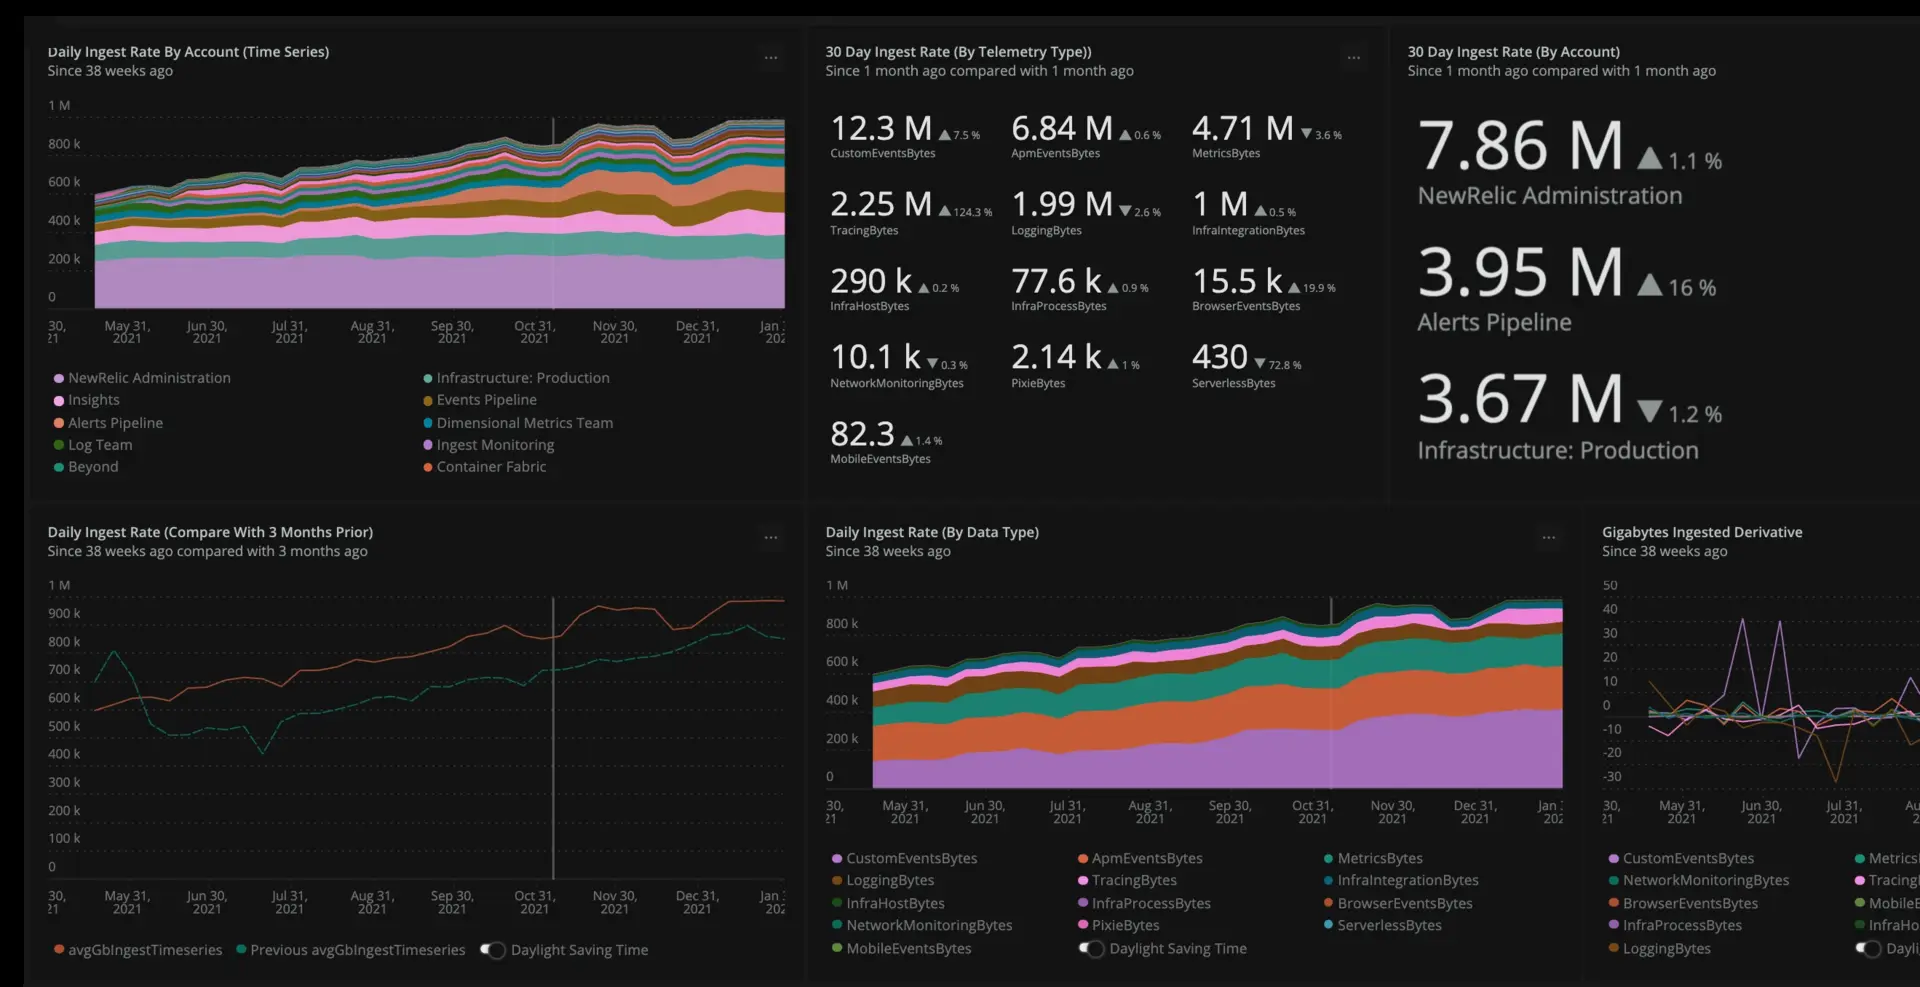 Daily Ingest Rate By Account (Time Series)
Since 38 weeks ago
...
1 M
800 k
600 k
400 k
200 k
0
30, May 31, Jun 30, Jul 31, Aug 31, Sep 30, Oct 31, Nov 30, Dec 31, Jan
21 2021 2021 2021 2021 2021 2021 2021 2021 202
NewRelic Administration Infrastructure: Production
Insights Events Pipeline
Alerts Pipeline Dimensional Metrics Team
Log Team Ingest Monitoring
Beyond Container Fabric
30 Day Ingest Rate (By Telemetry Type))
Since 1 month ago compared with 1 month ago
...
12.3 M ▲ 7.5 % 6.84 M ▲ 0.6 % 4.71 M ▼ 3.6 %
CustomEventsBytes ApmEventsBytes MetricsBytes
2.25 M ▲ 124.3 % 1.99 M ▼ 2.6 % 1 M ▲ 0.5 %
TracingBytes LoggingBytes InfraIntegrationBytes
290 k ▲ 0.2 % 77.6 k ▲ 0.9 % 15.5 k ▲ 19.9 %
InfraHostBytes InfraProcessBytes BrowserEventsBytes
10.1 k ▼ 0.3 % 2.14 k ▲ 1 % 430 ▼ 72.8 %
NetworkMonitoringBytes PixieBytes ServerlessBytes
82.3 ▲ 1.4 %
MobileEventsBytes
30 Day Ingest Rate (By Account)
Since 1 month ago compared with 1 month ago
7.86 M ▲ 1.1 %
NewRelic Administration
3.95 M ▲ 16 %
Alerts Pipeline
3.67 M ▼ 1.2 %
Infrastructure: Production
Daily Ingest Rate (Compare With 3 Months Prior)
Since 38 weeks ago compared with 3 months ago
...
1 M
900 k
800 k
700 k
600 k
500 k
400 k
300 k
200 k
100 k
0
30, May 31, Jun 30, Jul 31, Aug 31, Sep 30, Oct 31, Nov 30, Dec 31, Jan
21 2021 2021 2021 2021 2021 2021 2021 2021 202
avgGbIngestTimeseries Previous avgGbIngestTimeseries Daylight Saving Time
Daily Ingest Rate (By Data Type)
Since 38 weeks ago
...
1 M
800 k
600 k
400 k
200 k
0
30, May 31, Jun 30, Jul 31, Aug 31, Sep 30, Oct 31, Nov 30, Dec 31, Jan
21 2021 2021 2021 2021 2021 2021 2021 2021 202
CustomEventsBytes ApmEventsBytes MetricsBytes
LoggingBytes TracingBytes InfraIntegrationBytes
InfraHostBytes InfraProcessBytes BrowserEventsBytes
NetworkMonitoringBytes PixieBytes ServerlessBytes
MobileEventsBytes Daylight Saving Time
Gigabytes Ingested Derivative
Since 38 weeks ago
50
40
30
20
10
0
-10
-20
-30
30, May 31, Jun 30, Jul 31, Au
21 2021 2021 2021 2
CustomEventsBytes Metrics
NetworkMonitoringBytes Tracing
BrowserEventsBytes MobileE
InfraProcessBytes InfraHo
LoggingBytes Dayli